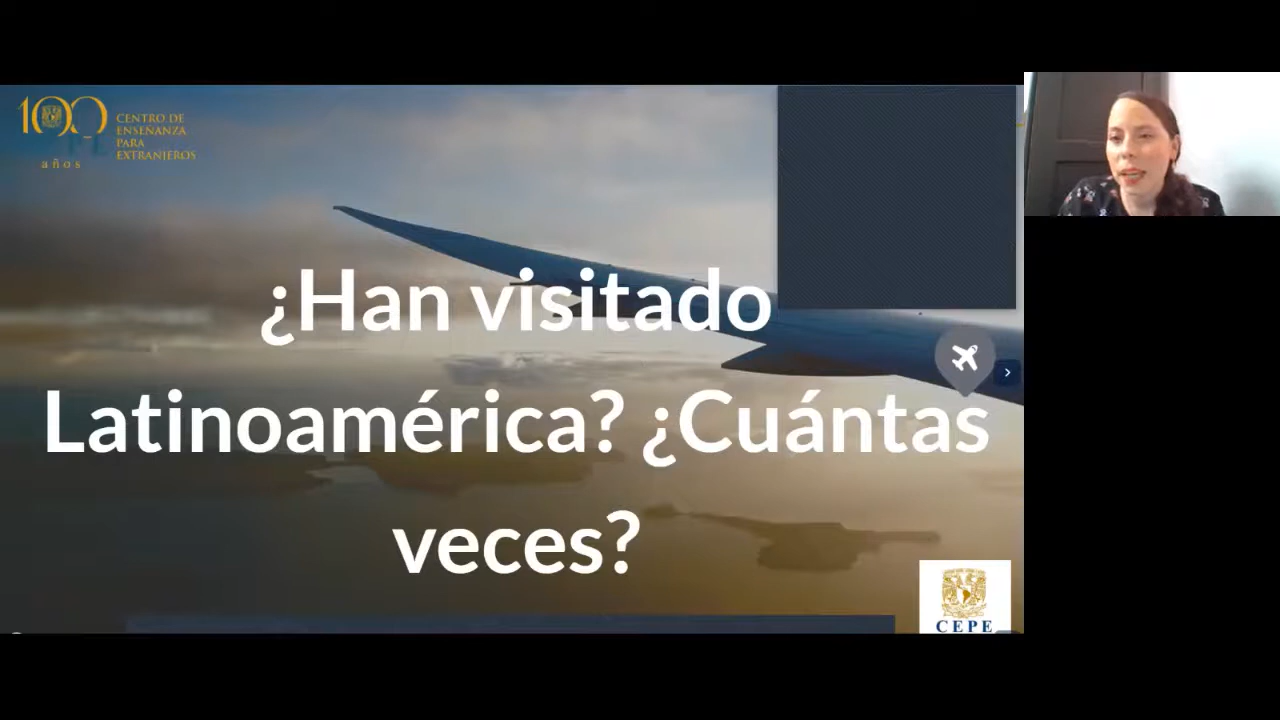 100
años
CENTRO DE
ENSEÑANZA
PARA
EXTRANJEROS
¿Han visitado
Latinoamérica? ¿Cuántas
veces?
CEPE